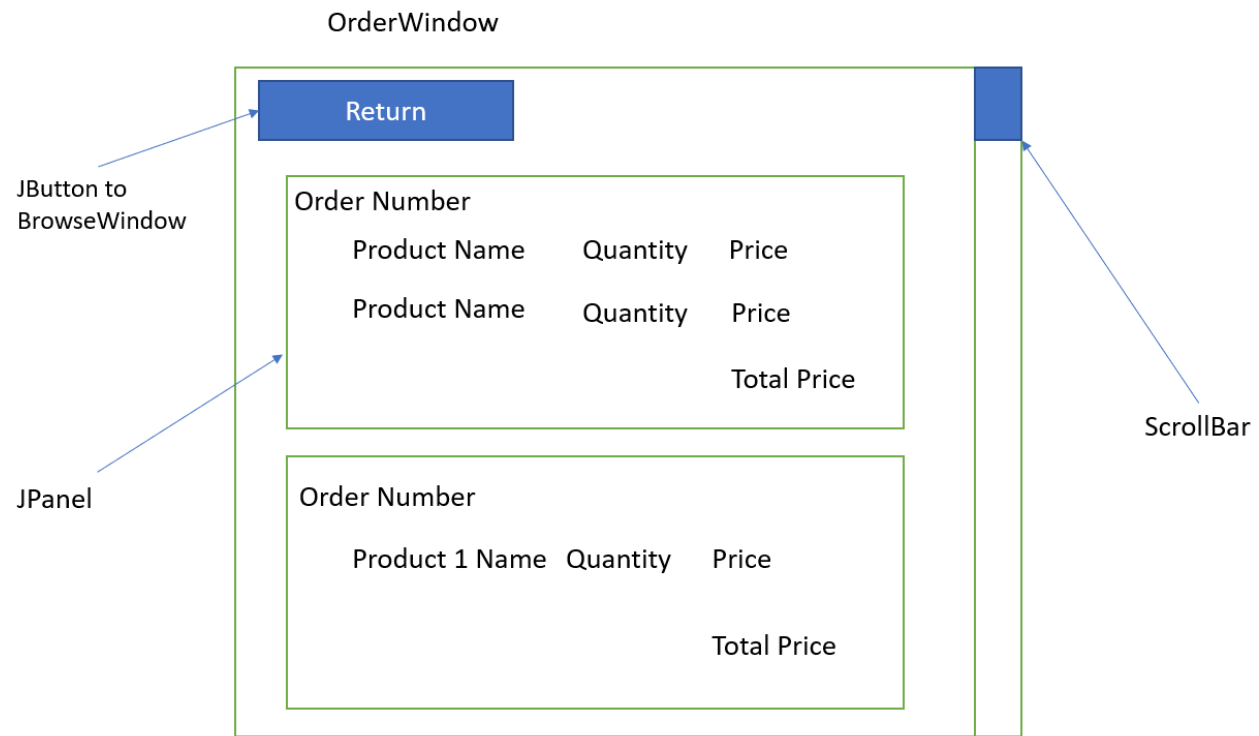 OrderWindow
Return
JButton to
BrowseWindow
Order Number
Product Name Quantity Price
Product Name Quantity Price
Total Price
ScrollBar
JPanel
Order Number
Product 1 Name Quantity Price
Total Price